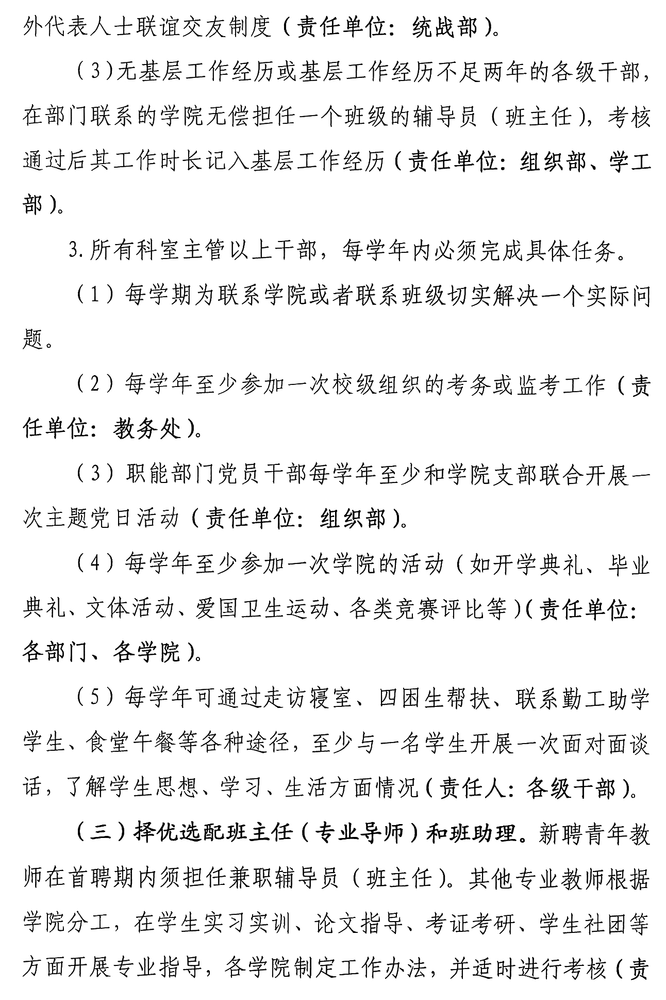 外代表人士联谊交友制度（责任单位：统战部）。
（3）无基层工作经历或基层工作经历不足两年的各级干部，
在部门联系的学院无偿担任一个班级的辅导员（班主任），考核
通过后其工作时长记入基层工作经历（责任单位：组织部、学工
部）。
3.所有科室主管以上干部，每学年内必须完成具体任务。
（1）每学期为联系学院或者联系班级切实解决一个实际问
题。
（2）每学年至少参加一次校级组织的考务或监考工作（责
任单位：教务处）。
（3）职能部门党员干部每学年至少和学院支部联合开展一
次主题党日活动（责任单位：组织部）。
（4）每学年至少参加一次学院的活动（如开学典礼、毕业
典礼、文体活动、爱国卫生运动、各类竞赛评比等）（责任单位：
各部门、各学院）。
（5）每学年可通过走访寝室、四困生帮扶、联系勤工助学
学生、食堂午餐等各种途径，至少与一名学生开展一次面对面谈
话，了解学生思想、学习、生活方面情况（责任人：各级干部）。
（三）择优选配班主任（专业导师）和班助理。新聘青年教
师在首聘期内须担任兼职辅导员（班主任）。其他专业教师根据
学院分工，在学生实习实训、论文指导、考证考研、学生社团等
方面开展专业指导，各学院制定工作办法，并适时进行考核（责